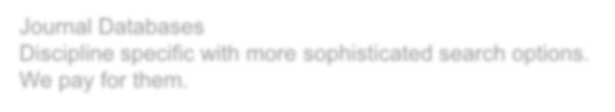 Journal Databases
Discipline specific with more sophisticated search options.
We pay for them.